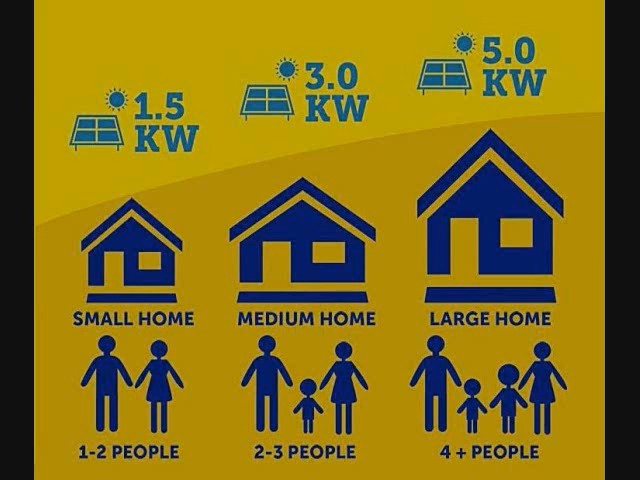 1.5
KW
3.0
KW
5.0
KW
SMALL HOME
MEDIUM HOME
LARGE HOME
1-2 PEOPLE
2-3 PEOPLE
4 + PEOPLE